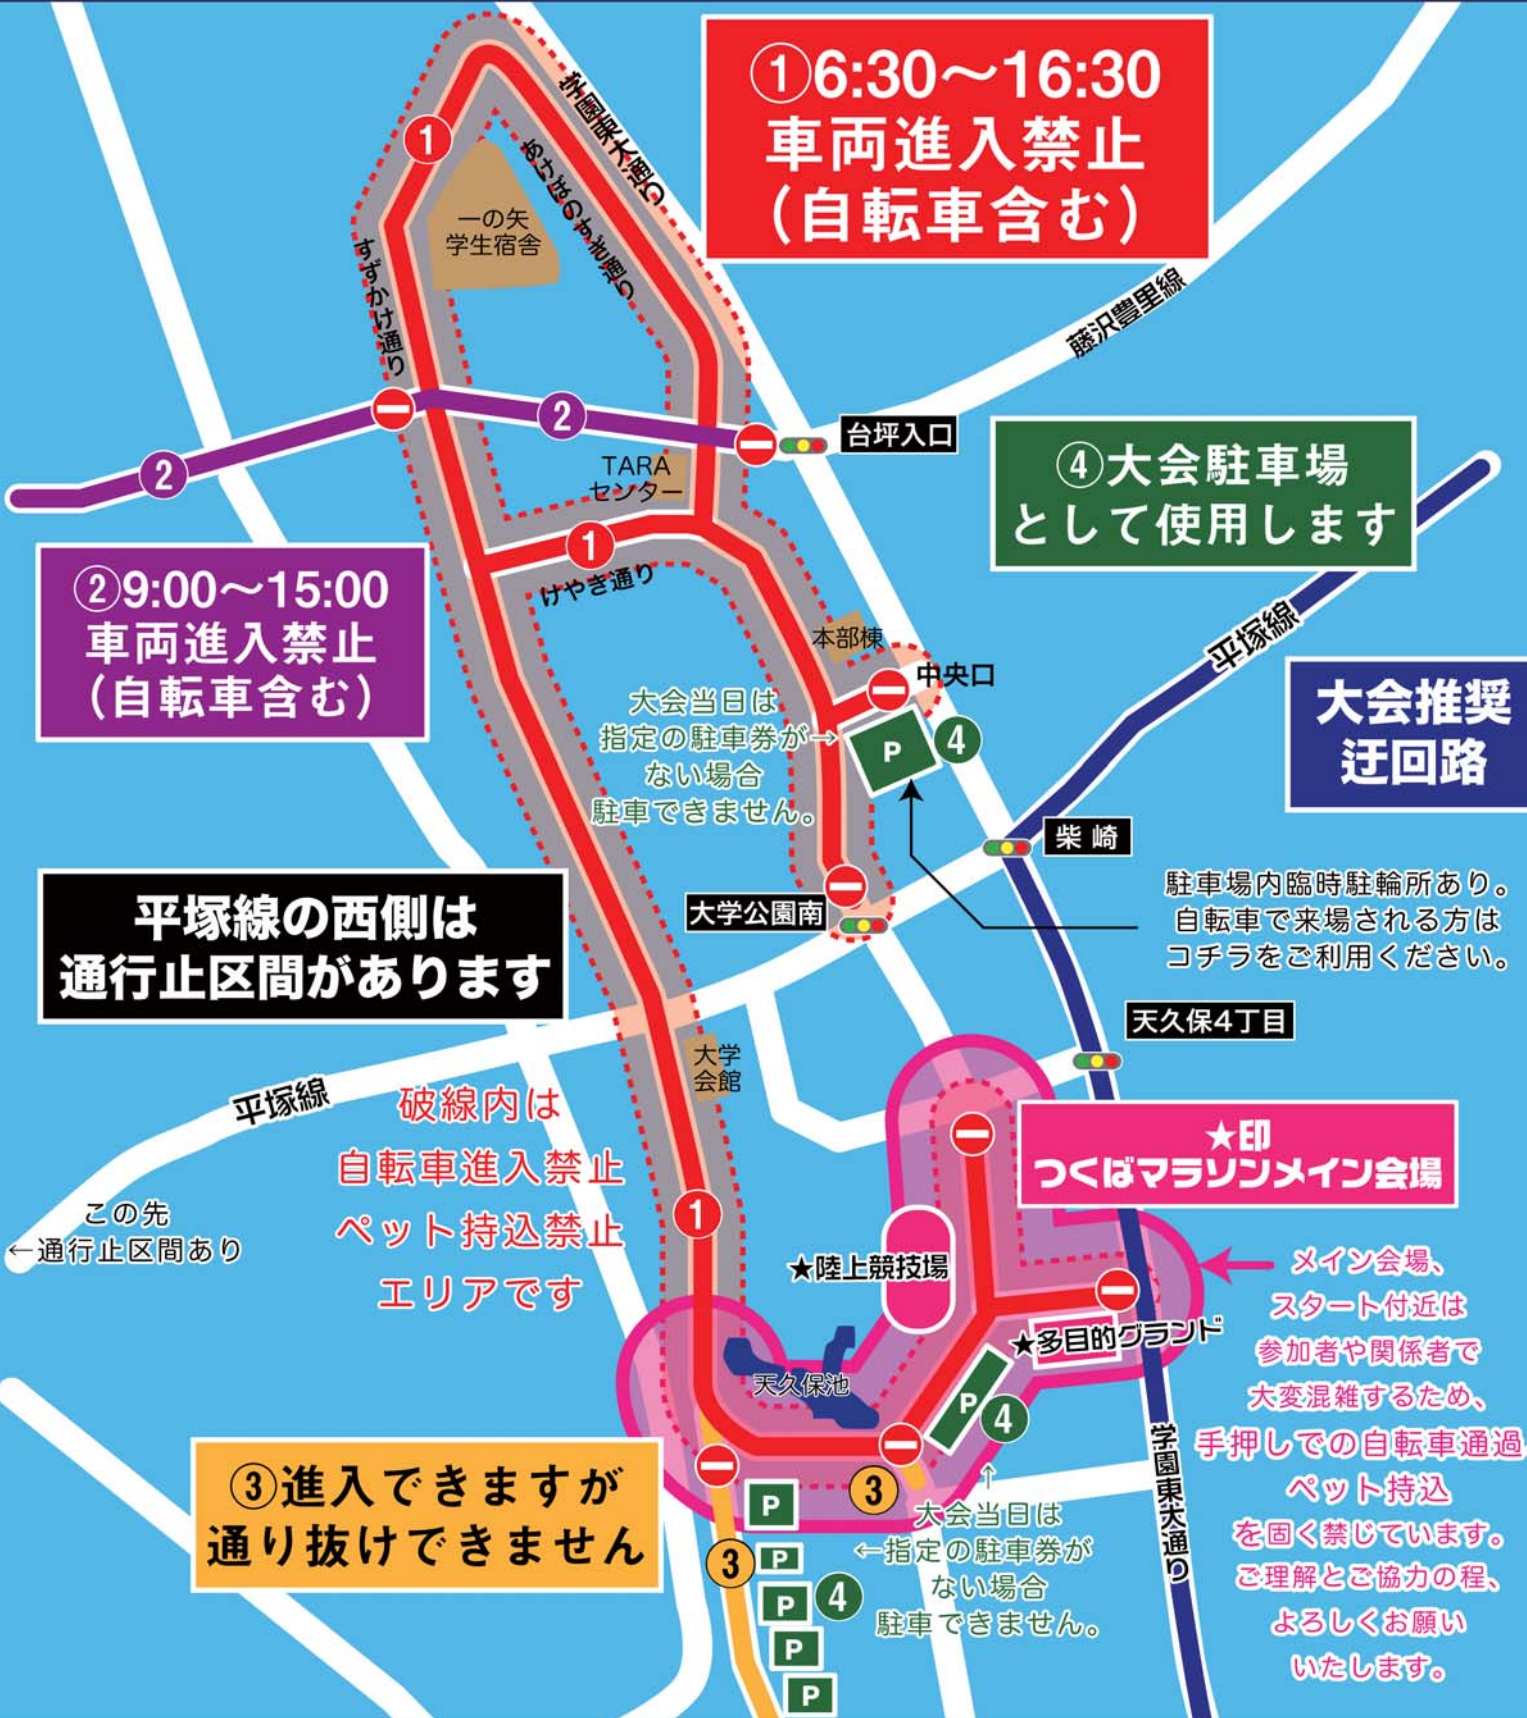 ①6:30〜16:30
車両進入禁止
（自転車含む）
学園東大通り
あけぼのすぎ通り
1
一の矢
学生宿舎
すずかけ通り
藤沢豊里線
2
台坪入口
2
TARA
センター
④大会駐車場
として使用します
1
けやき通り
②9:00〜15:00
車両進入禁止
（自転車含む）
平塚線
本部棟
中央口
大会推奨
迂回路
大会当日は
指定の駐車券が→
ない場合
駐車できません。
P
4
柴崎
平塚線の西側は
通行止区間があります
大学公園南
駐車場内臨時駐輪所あり。
自転車で来場される方は
コチラをご利用ください。
天久保4丁目
大学
会館
平塚線
破線内は
自転車進入禁止
ペット持込禁止
エリアです
★印
つくばマラソンメイン会場
この先
←通行止区間あり
1
★陸上競技場
メイン会場、
スタート付近は
参加者や関係者で
大変混雑するため、
手押しでの自転車通過
ペット持込
を固く禁じています。
ご理解とご協力の程、
よろしくお願い
いたします。
★多目的グランド
天久保池
P
4
学園東大通り
③進入できますが
通り抜けできません
3
P
↑
大会当日は
←指定の駐車券が
ない場合
駐車できません。
3
P
P
4
P
P